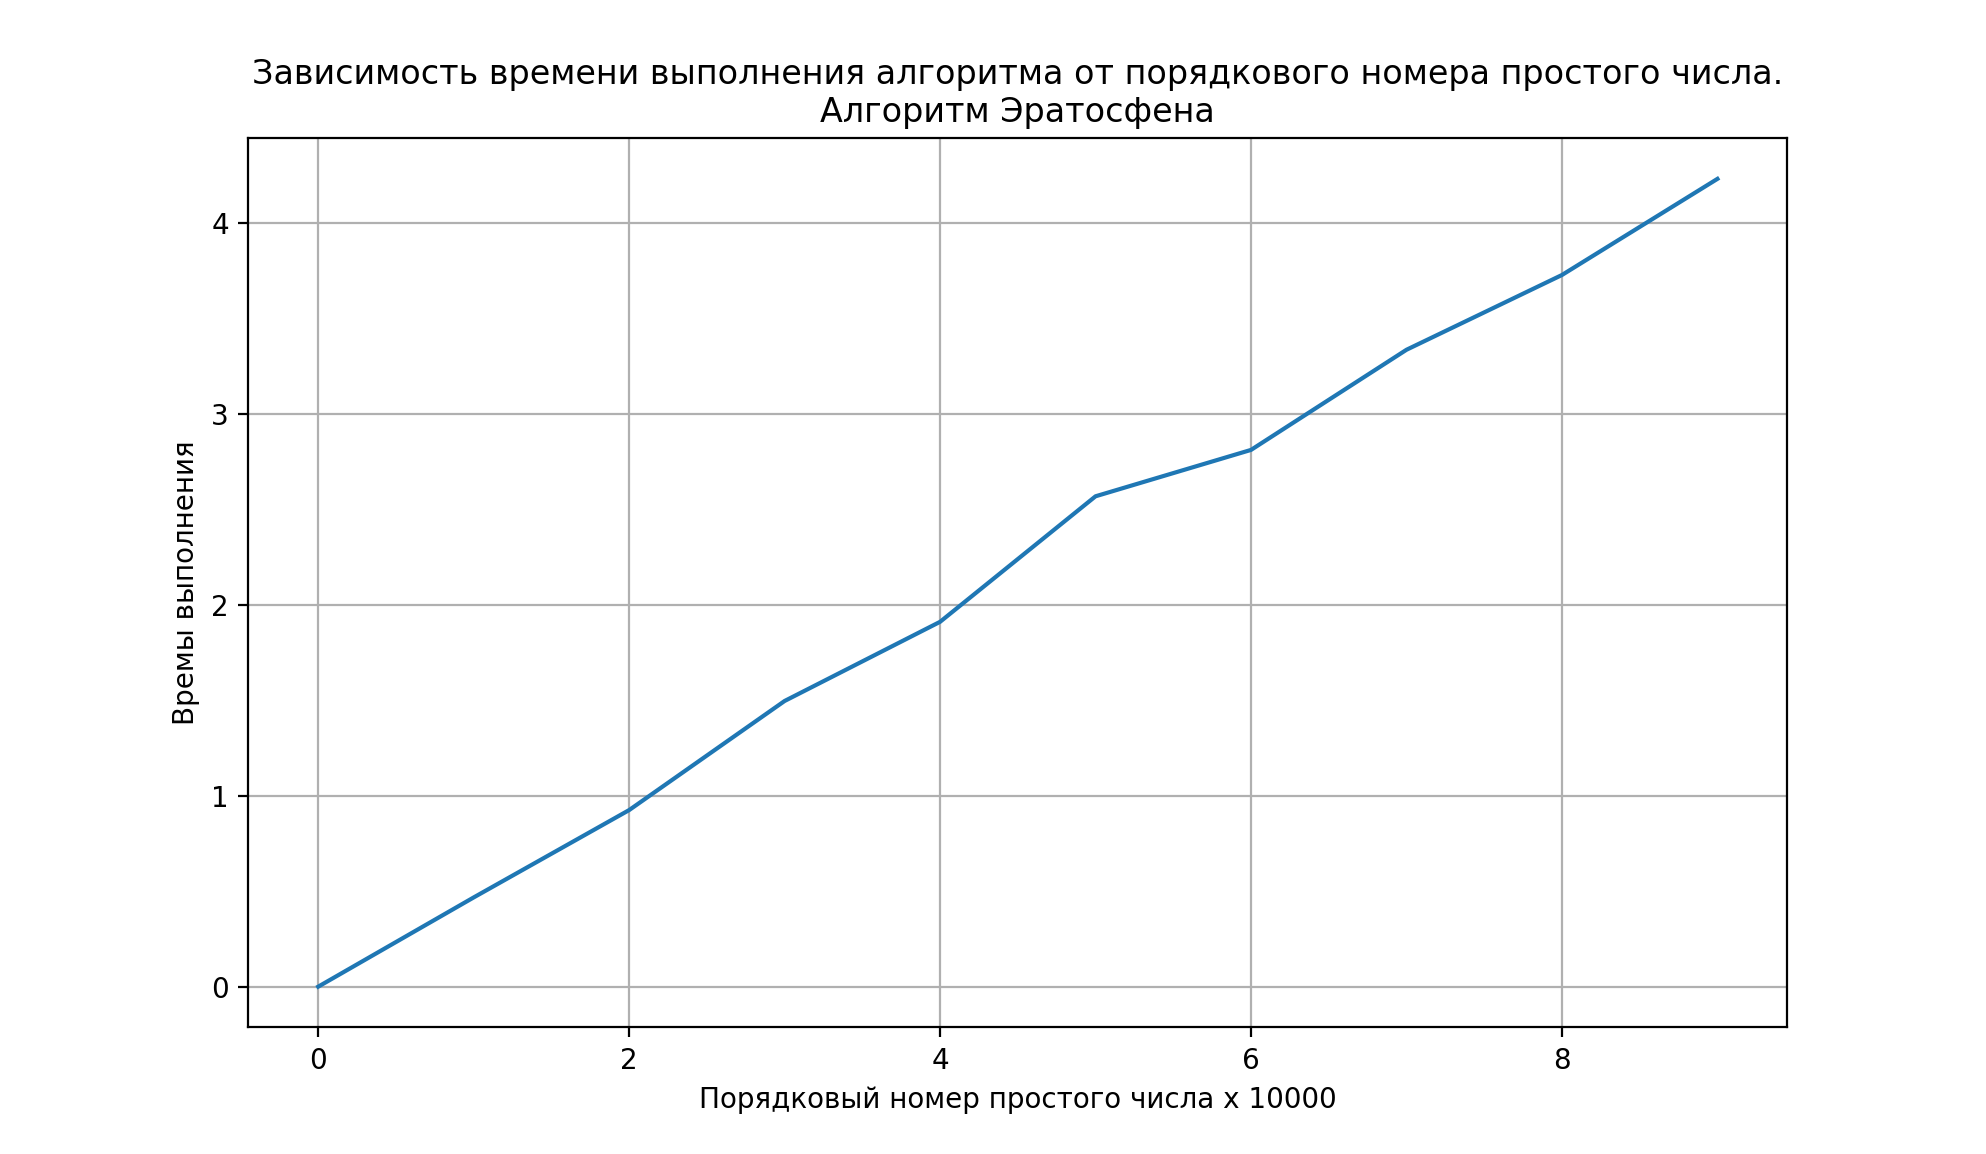 Зависимость времени выполнения алгоритма от порядкового номера простого числа.
Алгоритм Эратосфена
Времы выполнения
4
3
2
1
0
0 2 4 6 8
Порядковый номер простого числа x 10000